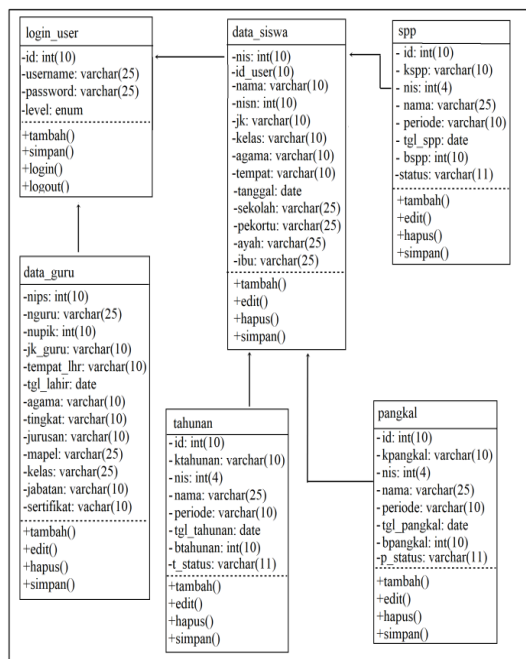 login_user
-id: int(10)
-username: varchar(25)
-password: varchar(25)
-level: enum
+tambah()
+simpan()
+login()
+logout()
data_siswa
-nis: int(10)
-id_user(10)
-nama: varchar(10)
-nisn: int(10)
-jk: varchar(10)
-kelas: varchar(10)
-agama: varchar(10)
-tempat: varchar(10)
-tanggal: date
-sekolah: varchar(25)
-pekortu: varchar(25)
-ayah: varchar(25)
-ibu: varchar(25)
+tambah()
+edit()
+hapus()
+simpan()
spp
- id: int(10)
- kspp: varchar(10)
- nis: int(4)
- nama: varchar(25)
- periode: varchar(10)
- tgl_spp: date
- bspp: int(10)
-status: varchar(11)
+tambah()
+edit()
+hapus()
+simpan()
data_guru
-nips: int(10)
-nguru: varchar(25)
-nupik: int(10)
-jk_guru: varchar(10)
-tempat_lhr: varchar(10)
-tgl_lahir: date
-agama: varchar(10)
-tingkat: varchar(10)
-jurusan: varchar(10)
-mapel: varchar(25)
-kelas: varchar(25)
-jabatan: varchar(10)
-sertifikat: vachar(10)
+tambah()
+edit()
+hapus()
+simpan()
tahunan
-id: int(10)
-ktahunan: varchar(10)
-nis: int(4)
-nama: varchar(25)
-periode: varchar(10)
-tgl_tahunan: date
-btahunan: int(10)
-t_status: varchar(11)
+tambah()
+edit()
+hapus()
+simpan()
pangkal
-id: int(10)
-kpangkal: varchar(10)
-nis: int(4)
-nama: varchar(25)
-periode: varchar(10)
-tgl_pangkal: date
-bpangkal: int(10)
-p_status: varchar(11)
+tambah()
+edit()
+hapus()
+simpan()